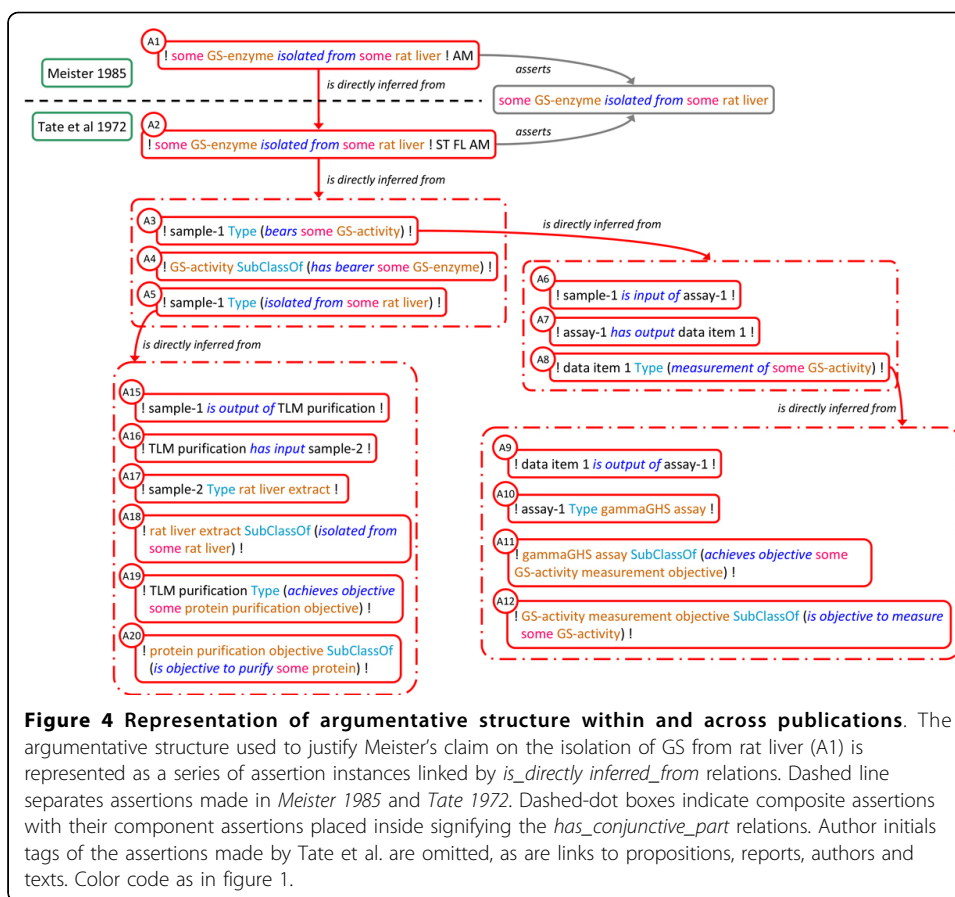 A1
! some GS-enzyme isolated from some rat liver ! AM
Meister 1985
asserts
is directly inferred from
some GS-enzyme isolated from some rat liver
Tate et al 1972
A2
! some GS-enzyme isolated from some rat liver ! ST FL AM
asserts
is directly inferred from
A3
! sample-1 Type (bears some GS-activity) !
is directly inferred from
A4
! GS-activity SubClassOf (has bearer some GS-enzyme) !
A5
! sample-1 Type (isolated from some rat liver) !
A6
! sample-1 is input of assay-1 !
A7
! assay-1 has output data item 1 !
A8
! data item 1 Type (measurement of some GS-activity) !
is directly inferred from
is directly inferred from
A15
! sample-1 is output of TLM purification !
A16
! TLM purification has input sample-2 !
A17
! sample-2 Type rat liver extract !
A18
! rat liver extract SubClassOf (isolated from
some rat liver) !
A19
! TLM purification Type (achieves objective
some protein purification objective) !
A20
! protein purification objective SubClassOf
(is objective to purify some protein) !
A9
! data item 1 is output of assay-1 !
A10
! assay-1 Type gammaGHS assay !
A11
! gammaGHS assay SubClassOf (achieves objective some
GS-activity measurement objective) !
A12
! GS-activity measurement objective SubClassOf (is objective to measure
some GS-activity) !
Figure 4 Representation of argumentative structure within and across publications. The
argumentative structure used to justify Meister's claim on the isolation of GS from rat liver (A1) is
represented as a series of assertion instances linked by is_directly inferred_from relations. Dashed line
separates assertions made in Meister 1985 and Tate 1972. Dashed-dot boxes indicate composite assertions
with their component assertions placed inside signifying the has_conjunctive_part relations. Author initials
tags of the assertions made by Tate et al. are omitted, as are links to propositions, reports, authors and
texts. Color code as in figure 1.